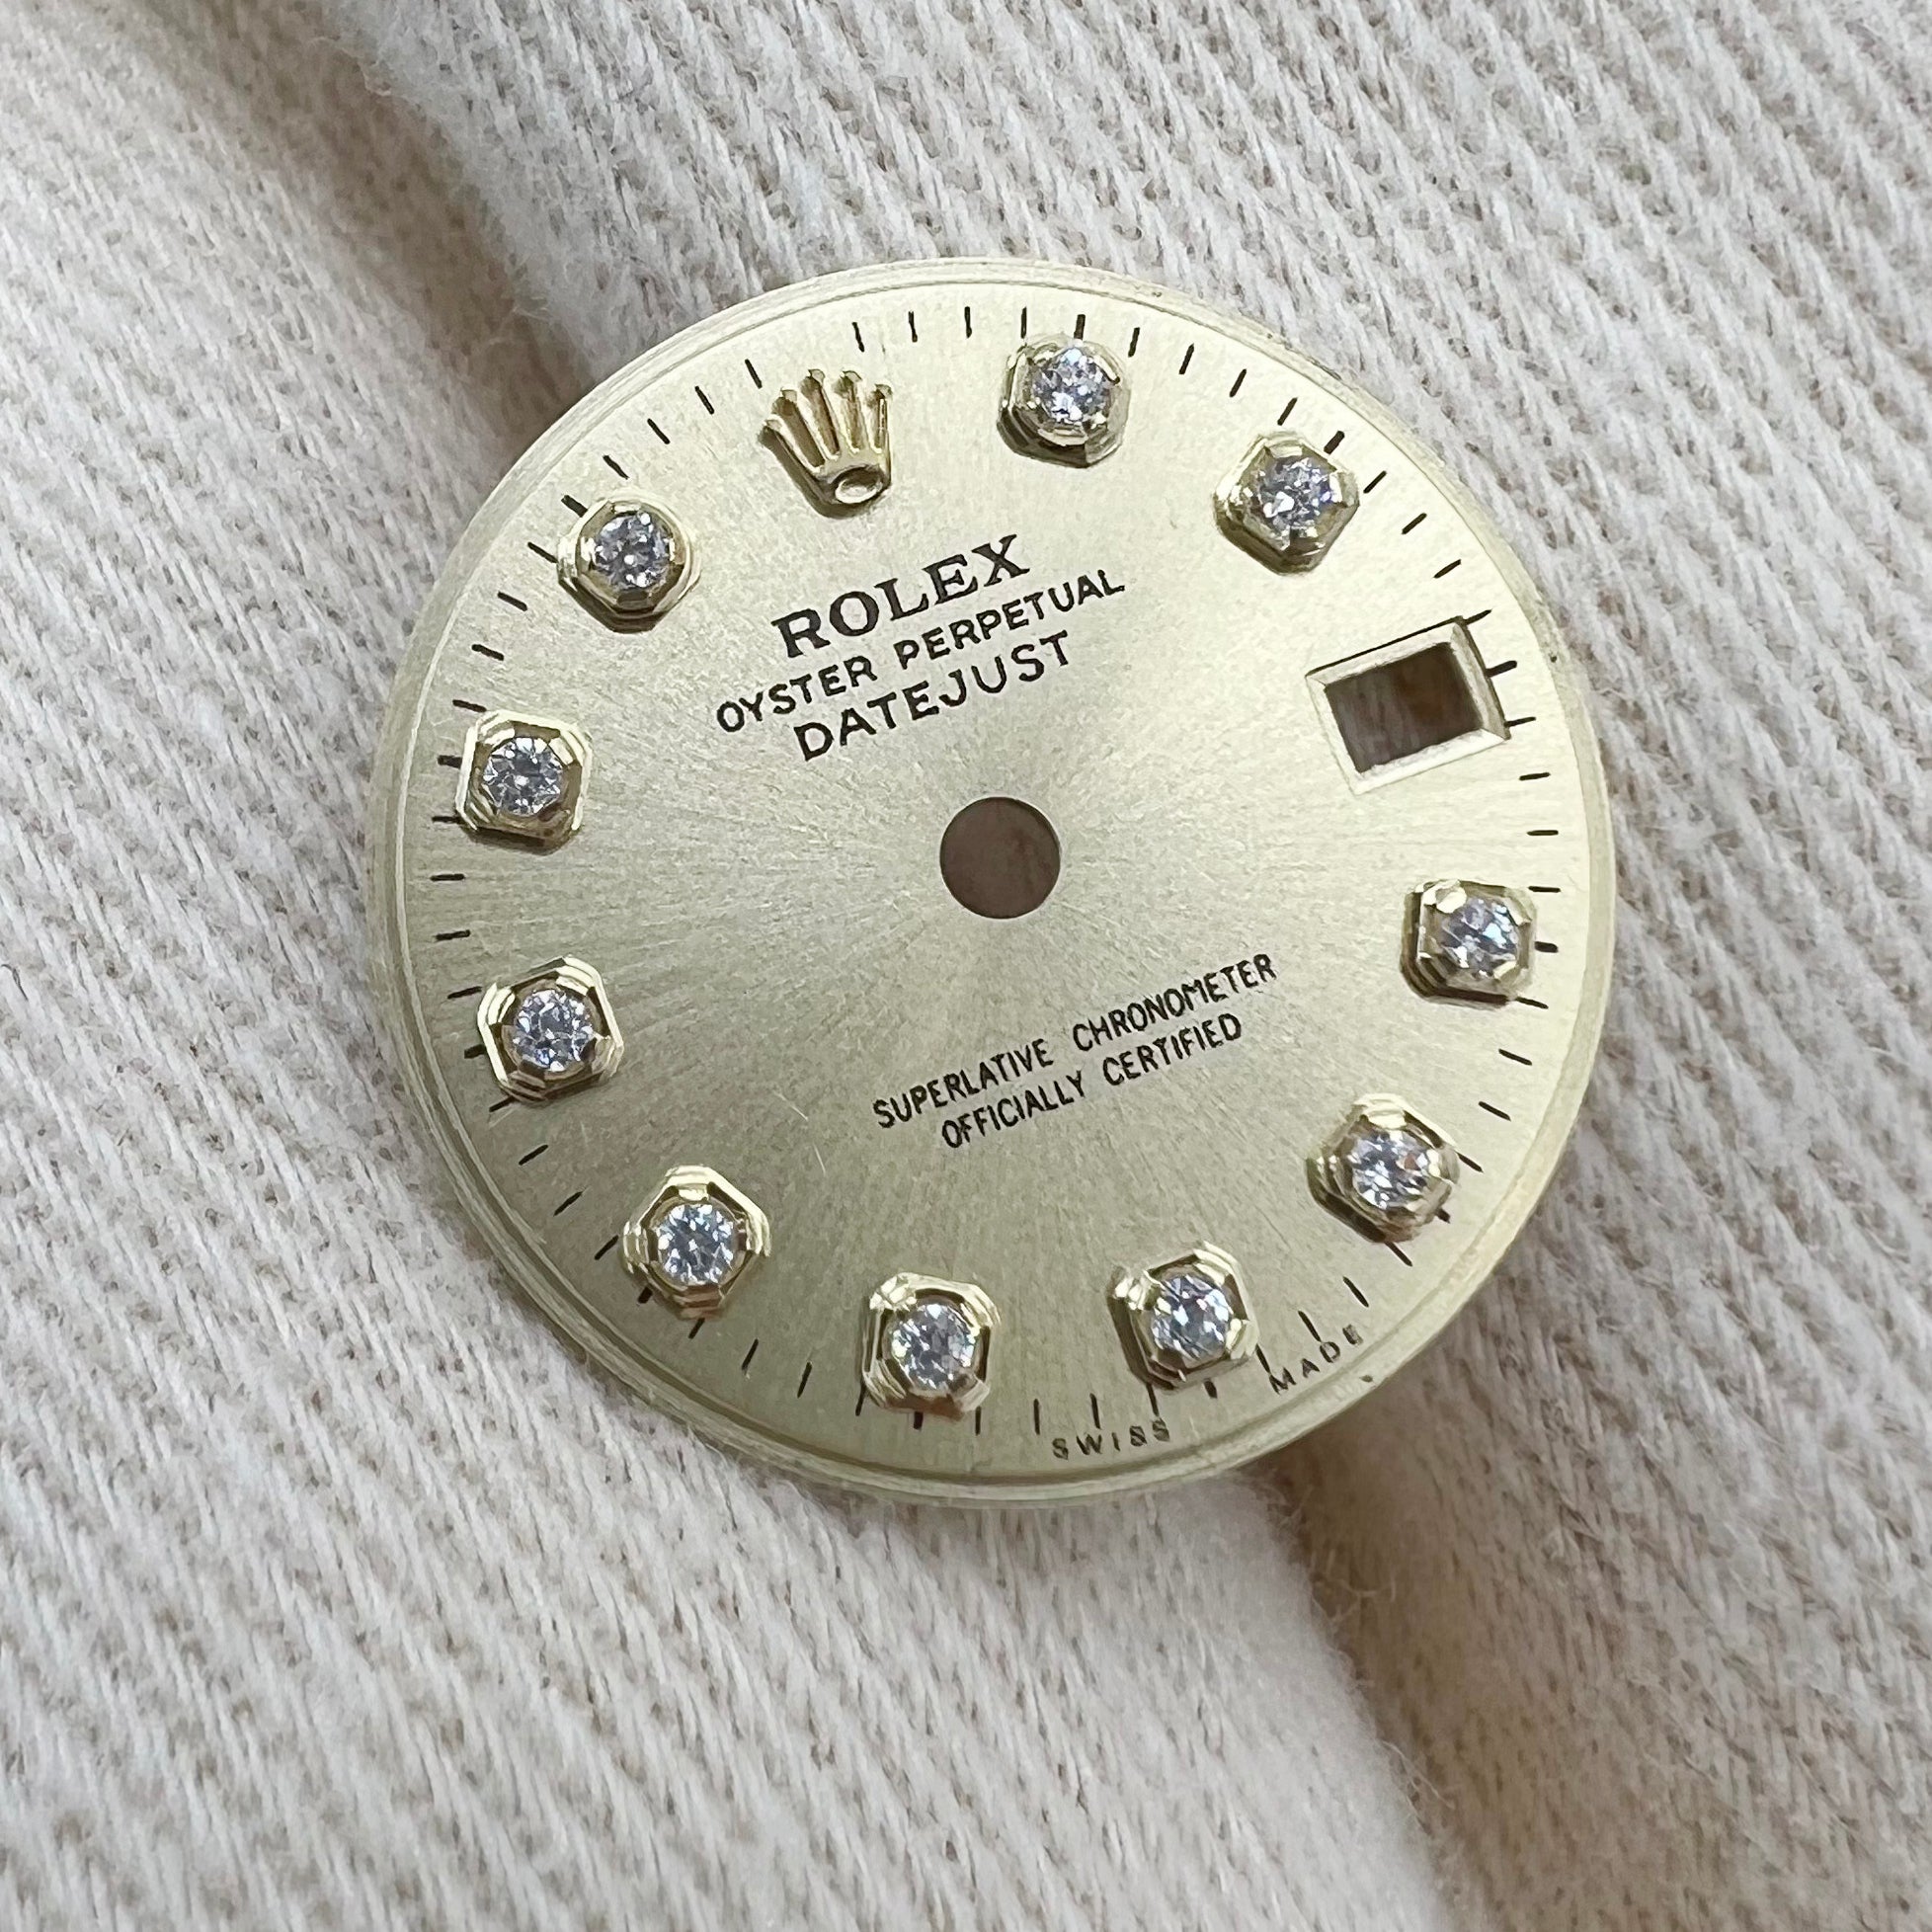 ROLEX
OYSTER PERPETUAL
DATEJUST
SUPERLATIVE CHRONOMETER
OFFICIALLY CERTIFIED
SWISS MADE